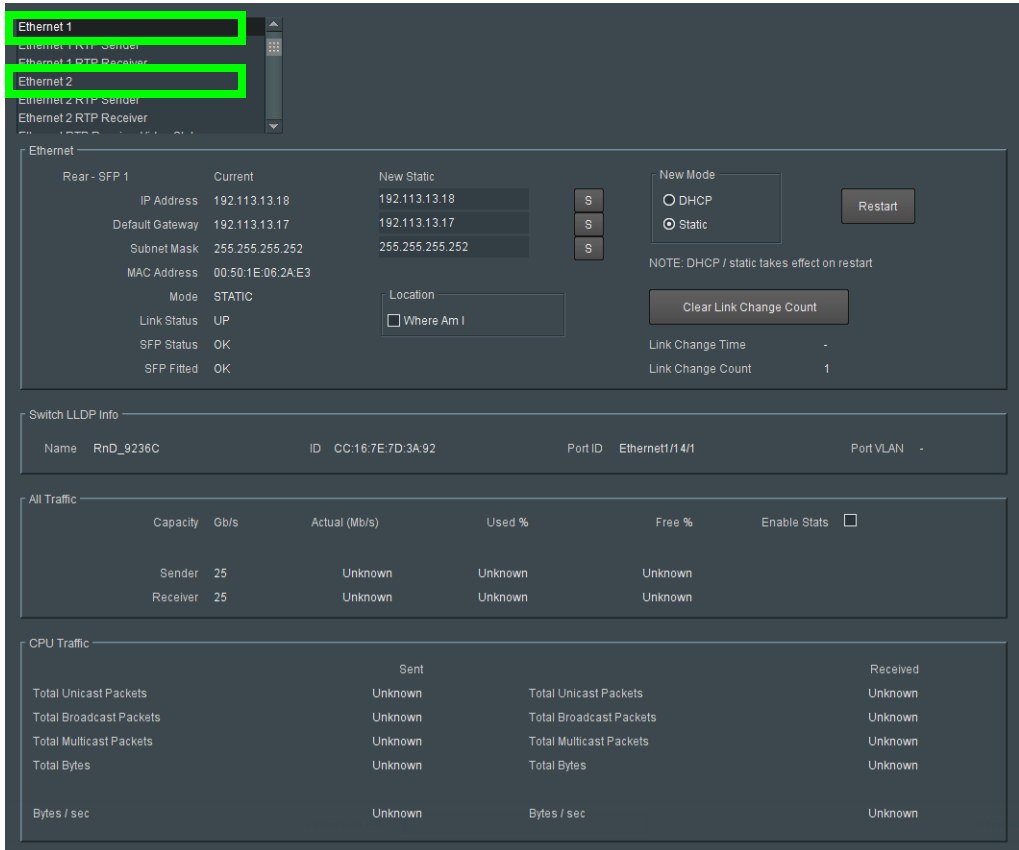 Ethernet 1
Ethernet 1 RTP Sender
Ethernet 1 RTP Receiver
Ethernet 2
Ethernet 2 RTP Sender
Ethernet 2 RTP Receiver
Ethernet
Rear - SFP 1 Current New Static New Mode
IP Address 192.113.13.18 192.113.13.18 S DHCP Restart
Default Gateway 192.113.13.17 192.113.13.17 S Static
Subnet Mask 255.255.255.252 255.255.255.252 S
NOTE: DHCP / static takes effect on restart
MAC Address 00:50:1E:06:2A:E3
Mode STATIC Location Clear Link Change Count
Link Status UP Where Am I
SFP Status OK Link Change Time -
SFP Fitted OK Link Change Count 1
Switch LLDP Info
Name RnD_9236C ID CC:16:7E:7D:3A:92 Port ID Ethernet1/14/1 Port VLAN -
All Traffic
Capacity Gb/s Actual (Mb/s) Used % Free % Enable Stats
Sender 25 Unknown Unknown Unknown
Receiver 25 Unknown Unknown Unknown
CPU Traffic
Sent Received
Total Unicast Packets Unknown Total Unicast Packets Unknown
Total Broadcast Packets Unknown Total Broadcast Packets Unknown
Total Multicast Packets Unknown Total Multicast Packets Unknown
Total Bytes Unknown Total Bytes Unknown
Bytes / sec Unknown Bytes / sec Unknown